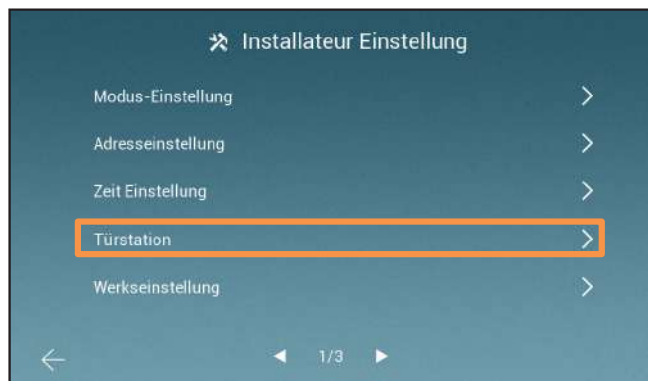 Installateur Einstellung
Modus-Einstellung
Adresseinstellung
Zeit Einstellung
Türstation
Werkseinstellung
1/3